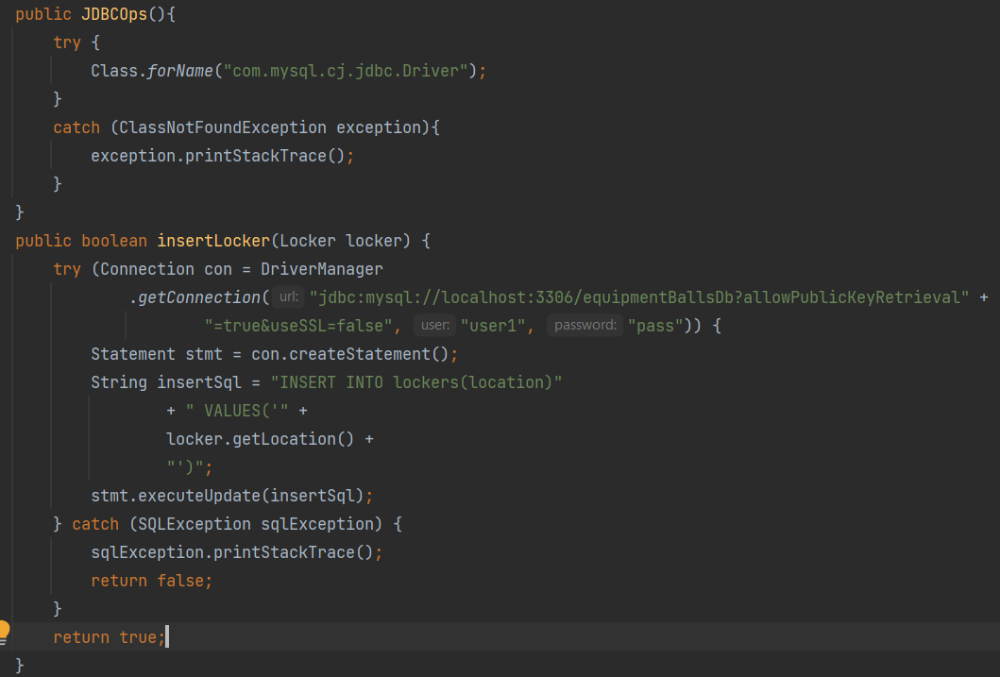 public JDBCOps(){
    try {
        Class.forName("com.mysql.cj.jdbc.Driver");
    }
    catch (ClassNotFoundException exception){
        exception.printStackTrace();
    }
}
public boolean insertLocker(Locker locker) {
    try (Connection con = DriverManager
            .getConnection( url: "jdbc:mysql://localhost:3306/equipmentBallsDb?allowPublicKeyRetrieval" +
                    "=true&useSSL=false", user: "user1", password: "pass")) {
        Statement stmt = con.createStatement();
        String insertSql = "INSERT INTO lockers(location)"
                + " VALUES('" +
                locker.getLocation() +
                "')";
        stmt.executeUpdate(insertSql);
    } catch (SQLException sqlException) {
        sqlException.printStackTrace();
        return false;
    }
    return true;
}